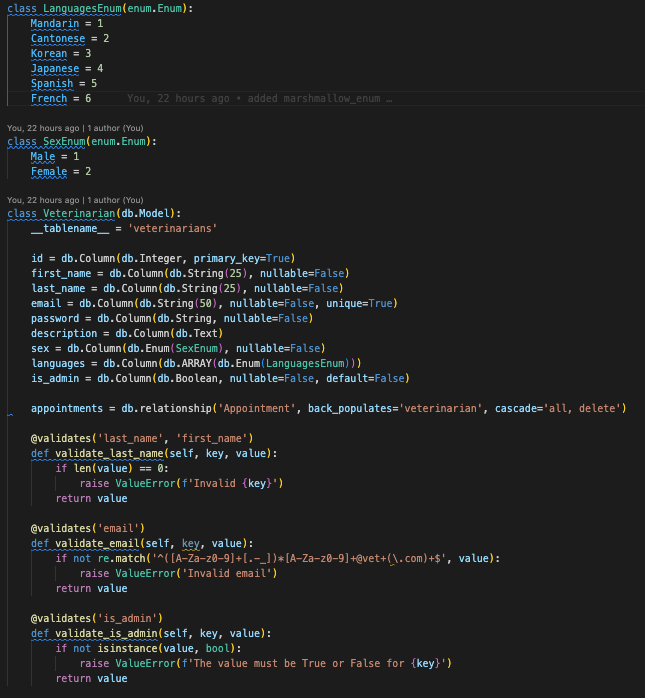 class LanguagesEnum(enum.Enum):
    Mandarin = 1
    Cantonese = 2
    Korean = 3
    Japanese = 4
    Spanish = 5
    French = 6     You, 22 hours ago • added marshmallow_enum …
You, 22 hours ago | 1 author (You)
class SexEnum(enum.Enum):
    Male = 1
    Female = 2
You, 22 hours ago | 1 author (You)
class Veterinarian(db.Model):
    __tablename__ = 'veterinarians'
    id = db.Column(db.Integer, primary_key=True)
    first_name = db.Column(db.String(25), nullable=False)
    last_name = db.Column(db.String(25), nullable=False)
    email = db.Column(db.String(50), nullable=False, unique=True)
    password = db.Column(db.String, nullable=False)
    description = db.Column(db.Text)
    sex = db.Column(db.Enum(SexEnum), nullable=False)
    languages = db.Column(db.ARRAY(db.Enum(LanguagesEnum)))
    is_admin = db.Column(db.Boolean, nullable=False, default=False)
    appointments = db.relationship('Appointment', back_populates='veterinarian', cascade='all, delete')
    @validates('last_name', 'first_name')
    def validate_last_name(self, key, value):
        if len(value) == 0:
            raise ValueError(f'Invalid {key}')
        return value
    @validates('email')
    def validate_email(self, key, value):
        if not re.match('^([A-Za-z0-9]+[.-_])*[A-Za-z0-9]+@vet+(\.com)+$', value):
            raise ValueError('Invalid email')
        return value
    @validates('is_admin')
    def validate_is_admin(self, key, value):
        if not isinstance(value, bool):
            raise ValueError(f'The value must be True or False for {key}')
        return value